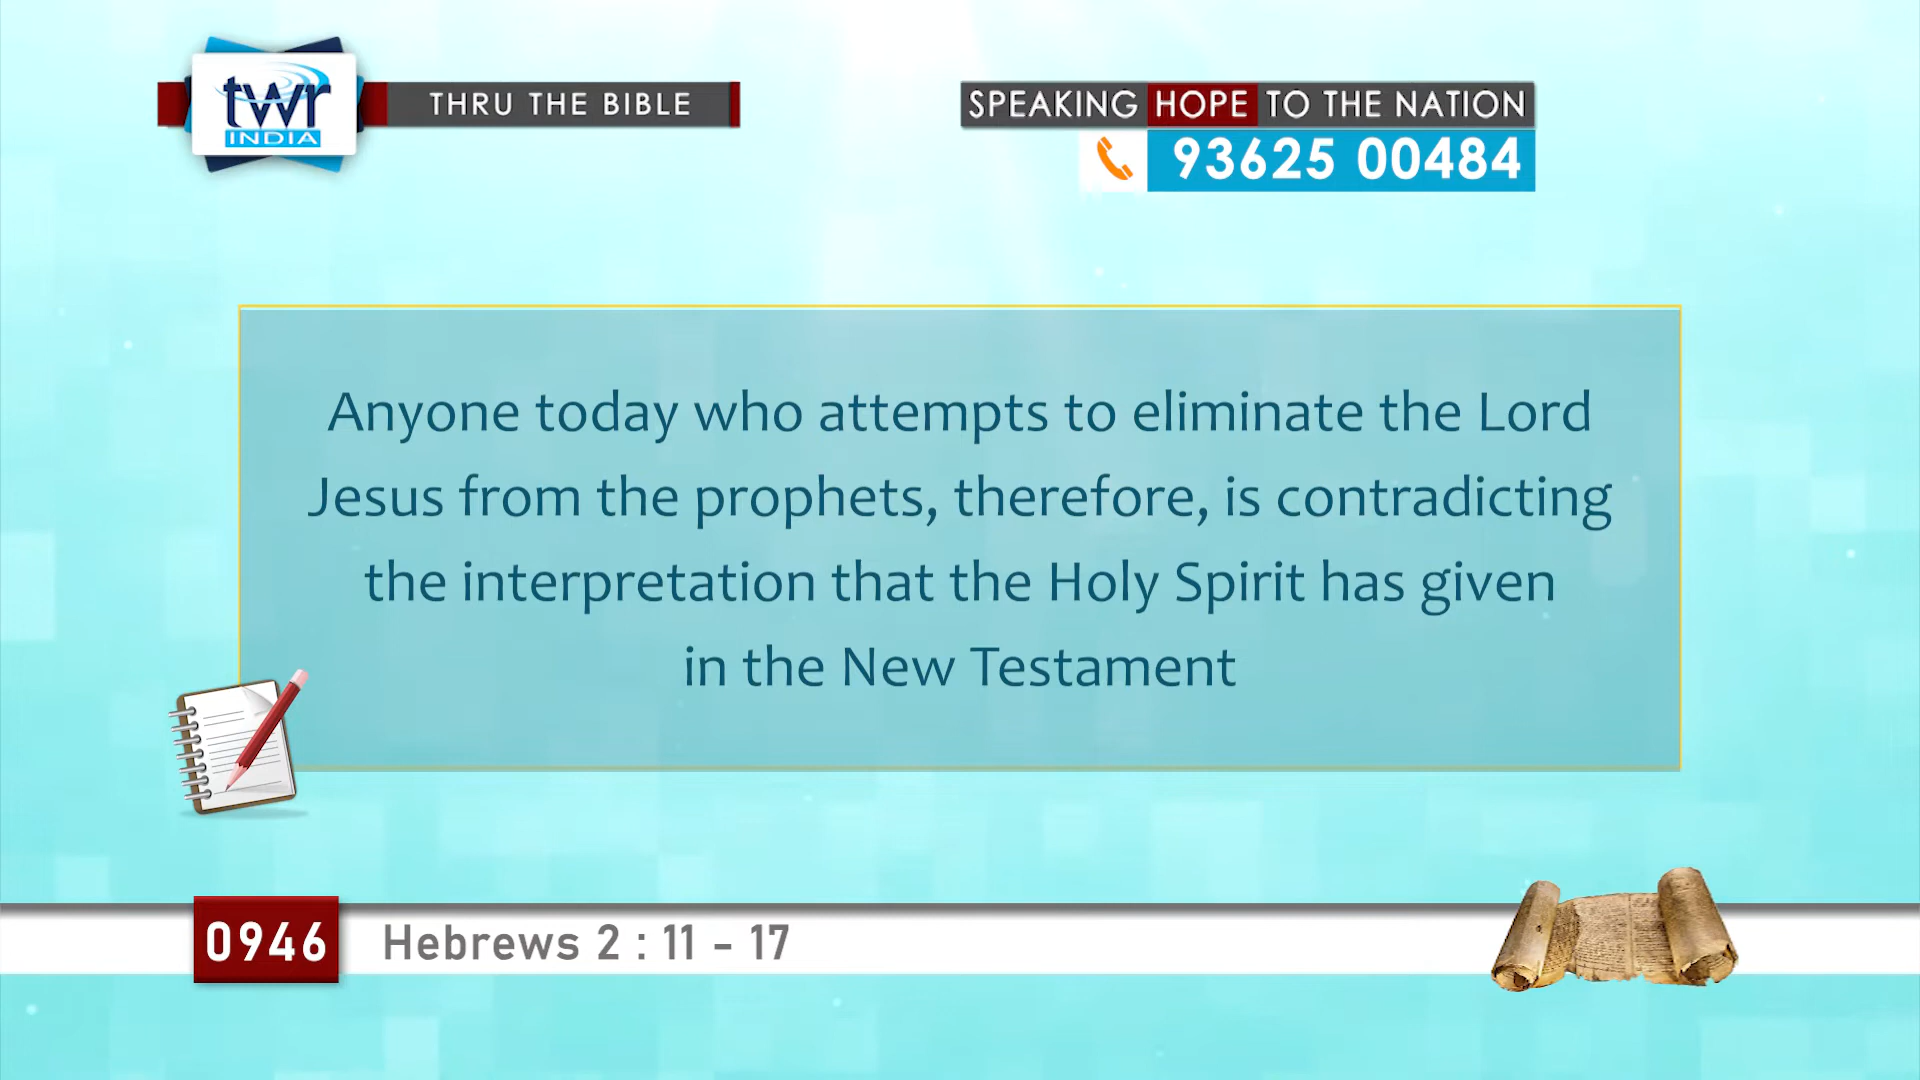 twr
INDIA
THRU THE BIBLE
SPEAKING HOPE TO THE NATION
93625 00484
Anyone today who attempts to eliminate the Lord
Jesus from the prophets, therefore, is contradicting
the interpretation that the Holy Spirit has given
in the New Testament
0946
Hebrews 2 : 11 - 17